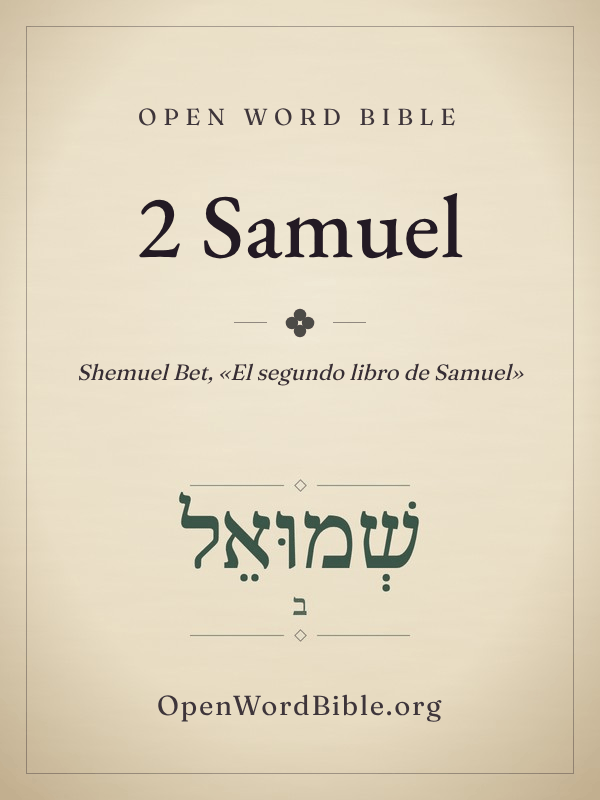 OPEN WORD BIBLE
2 Samuel
Shemuel Bet, «El segundo libro de Samuel»
שְׁמוּאֵל
ב
OpenWordBible.org